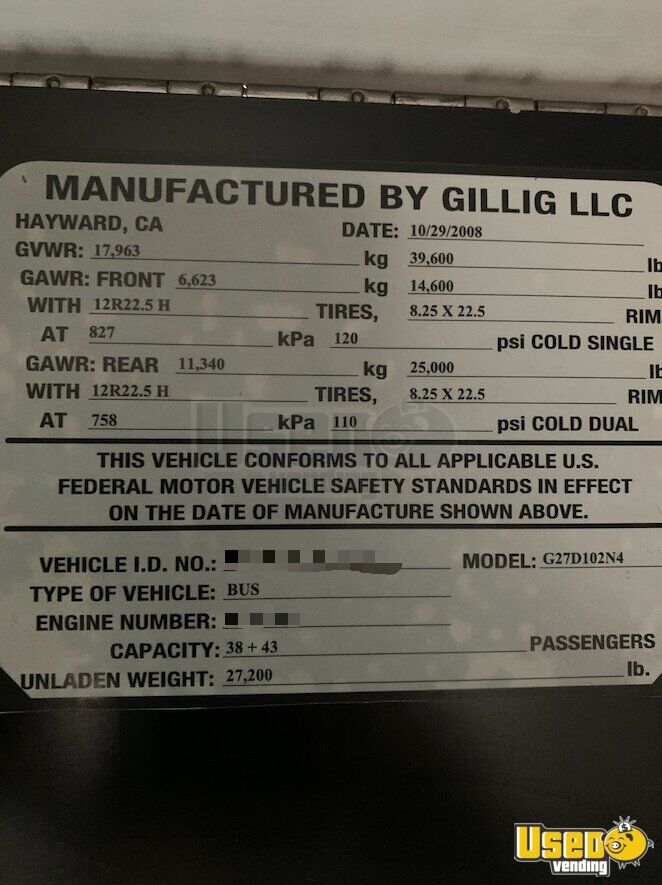 MANUFACTURED BY GILLIG LLC
HAYWARD, CA DATE: 10/29/2008
GVWR: 17,963 kg 39,600 lb
GAWR: FRONT 6,623 kg 14,600 lb
WITH 12R22.5 H TIRES, 8.25 X 22.5 RIM
AT 827 kPa 120 psi COLD SINGLE
GAWR: REAR 11,340 kg 25,000 lb
WITH 12R22.5 H TIRES, 8.25 X 22.5 RIM
AT 758 kPa 110 psi COLD DUAL
THIS VEHICLE CONFORMS TO ALL APPLICABLE U.S.
FEDERAL MOTOR VEHICLE SAFETY STANDARDS IN EFFECT
ON THE DATE OF MANUFACTURE SHOWN ABOVE.
VEHICLE I.D. NO.: MODEL: G27D102N4
TYPE OF VEHICLE: BUS
ENGINE NUMBER:
CAPACITY: 38 + 43 PASSENGERS
UNLADEN WEIGHT: 27,200 lb.
Used
vending